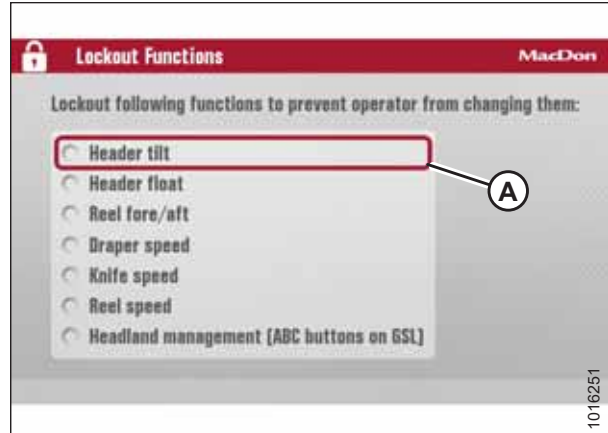 Lockout Functions MacDon
Lockout following functions to prevent operator from changing them:
Header tilt
Header float
Reel fore/aft
Draper speed
Knife speed
Reel speed
Headland management (ABC buttons on GSL)
A
1016251